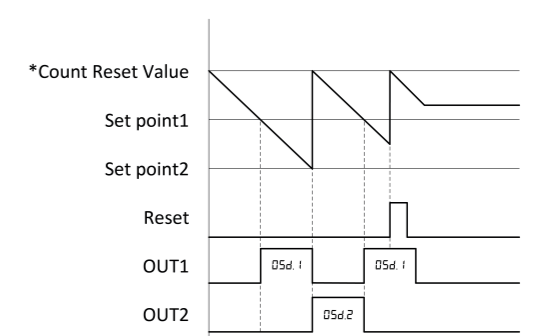 *Count Reset Value
Set point1
Set point2
Reset
OUT1 OSd.1 OSd.1
OUT2 OSd.2